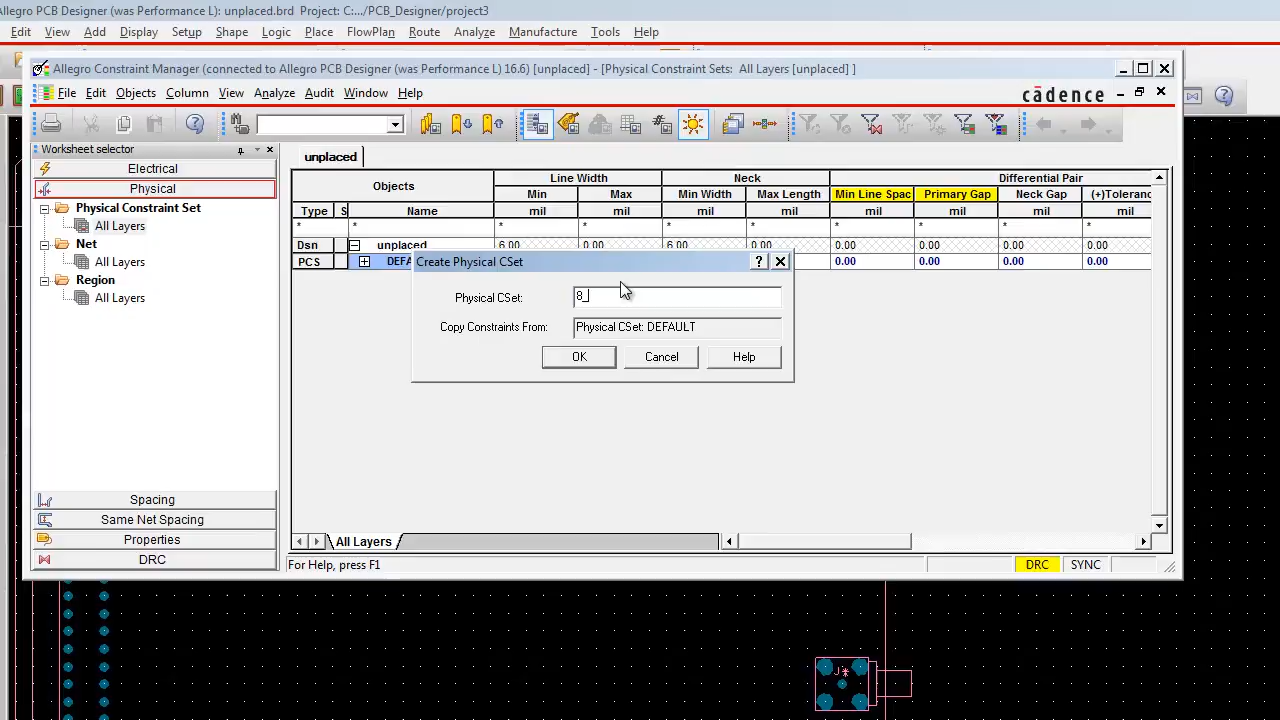 Allegro PCB Designer (was Performance L): unplaced.brd Project: C:.../PCB_Designer/project3
Edit View Add Display Setup Shape Logic Place FlowPlan Route Analyze Manufacture Tools Help
Allegro Constraint Manager (connected to Allegro PCB Designer (was Performance L) 16.6) [unplaced] - [Physical Constraint Sets: All Layers [unplaced] ]
File Edit Objects Column View Analyze Audit Window Help
cādence
Worksheet selector
Electrical
Physical
Physical Constraint Set
All Layers
Net
All Layers
Region
All Layers
Spacing
Same Net Spacing
Properties
DRC
unplaced
Objects Line Width Neck Differential Pair
Min Max Min Width Max Length Min Line Spac Primary Gap Neck Gap (+)Toleranc
Type S Name mil mil mil mil mil mil mil mil
* * * * * * * * * *
Dsn unplaced 6.00 0.00 6.00 0.00 0.00 0.00 0.00 0.00
PCS DEFA 0.00 0.00 0.00 0.00
Create Physical CSet
Physical CSet: 8_
Copy Constraints From: Physical CSet: DEFAULT
OK Cancel Help
All Layers
For Help, press F1
DRC SYNC
J*